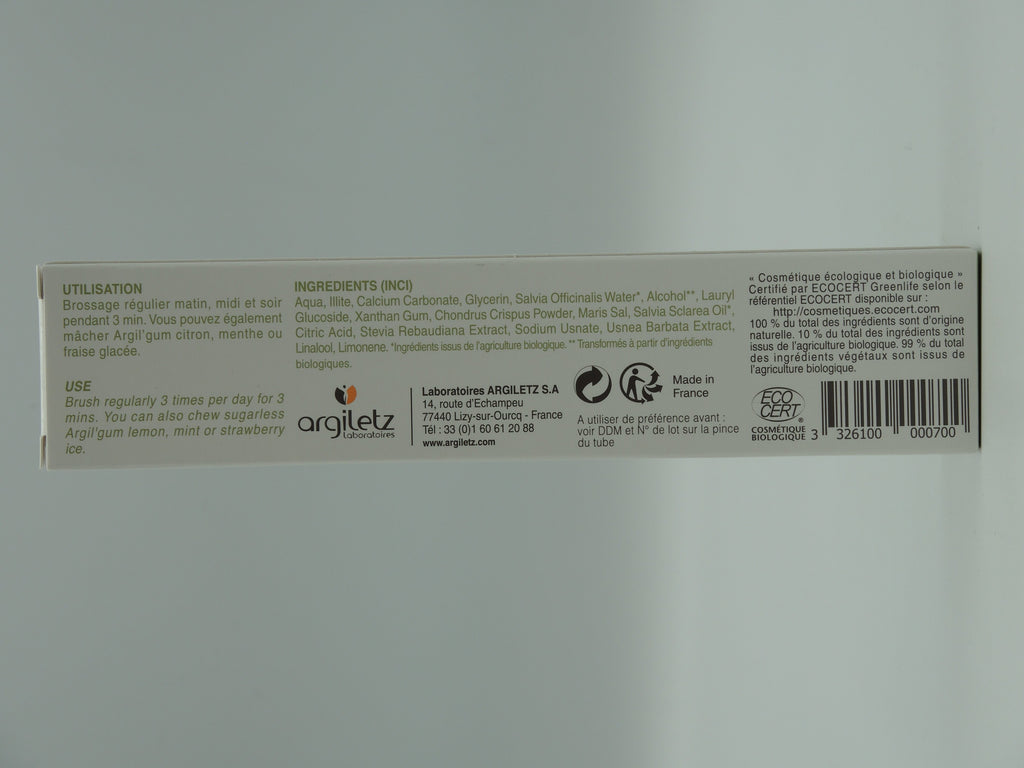 UTILISATION
Brossage régulier matin, midi et soir
pendant 3 min. Vous pouvez également
mâcher Argil'gum citron, menthe ou
fraise glacée.
USE
Brush regularly 3 times per day for 3
mins. You can also chew sugarless
Argil'gum lemon, mint or strawberry
ice.
INGREDIENTS (INCI)
Aqua, Illite, Calcium Carbonate, Glycerin, Salvia Officinalis Water*, Alcohol**, Lauryl
Glucoside, Xanthan Gum, Chondrus Crispus Powder, Maris Sal, Salvia Sclarea Oil*,
Citric Acid, Stevia Rebaudiana Extract, Sodium Usnate, Usnea Barbata Extract,
Linalool, Limonene. *Ingrédients issus de l'agriculture biologique. ** Transformés à partir d'ingrédients
biologiques.
argiletz
Laboratoires
Laboratoires ARGILETZ S.A
14, route d'Echampeu
77440 Lizy-sur-Ourcq - France
Tél : 33 (0)1 60 61 20 88
www.argiletz.com
Made in
France
A utiliser de préférence avant :
voir DDM et N° de lot sur la pince
du tube
« Cosmétique écologique et biologique »
Certifié par ECOCERT Greenlife selon le
référentiel ECOCERT disponible sur :
http://cosmetiques.ecocert.com
100 % du total des ingrédients sont d'origine
naturelle. 10 % du total des ingrédients sont
issus de l'agriculture biologique. 99 % du total
des ingrédients végétaux sont issus de
l'agriculture biologique.
ECO
CERT
®
COSMÉTIQUE
BIOLOGIQUE
3 326100 000700